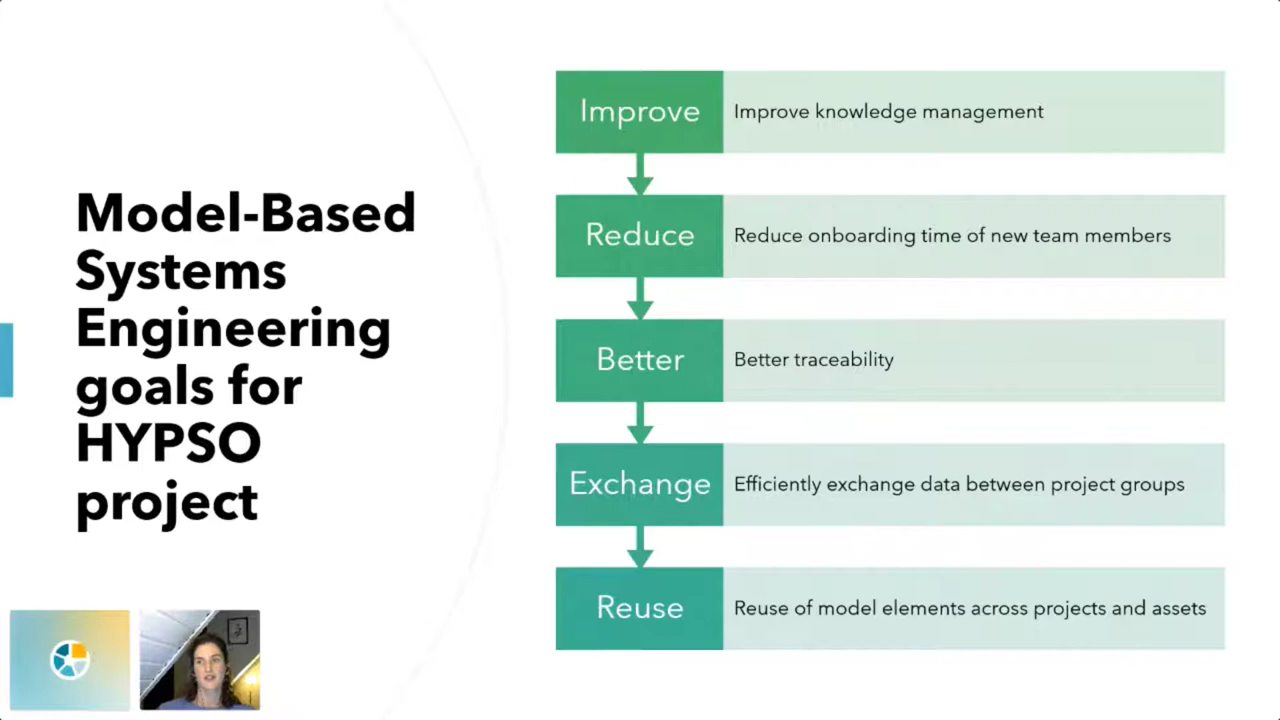 Model-Based
Systems
Engineering
goals for
HYPSO
project
Improve
Improve knowledge management
Reduce
Reduce onboarding time of new team members
Better
Better traceability
Exchange
Efficiently exchange data between project groups
Reuse
Reuse of model elements across projects and assets